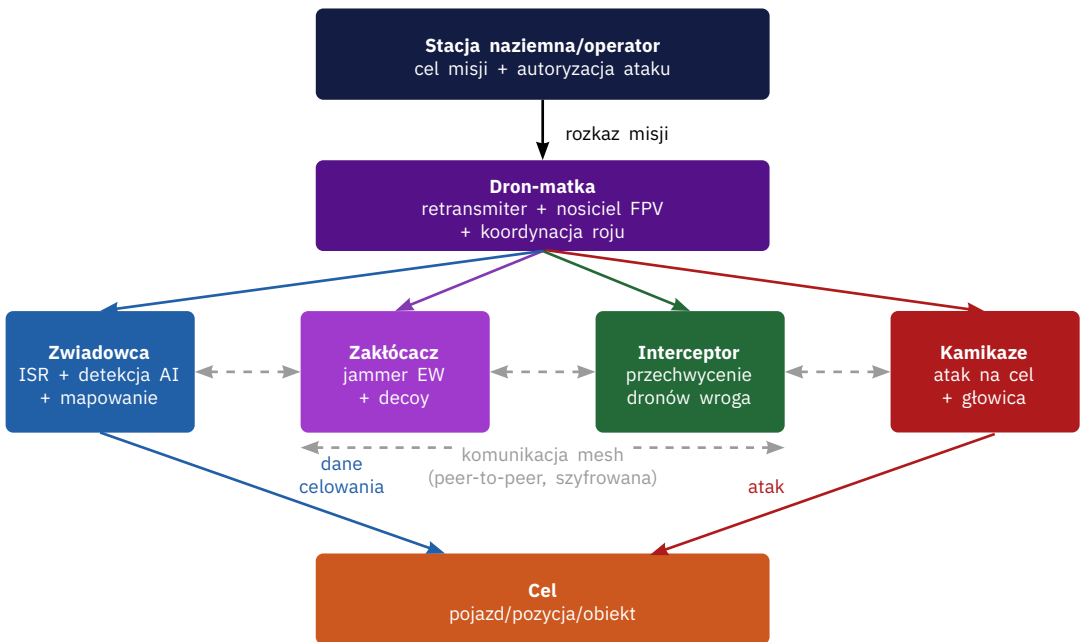 Stacja naziemna/operator
cel misji + autoryzacja ataku
rozkaz misji
Dron-matka
retransmiter + nosiciel FPV
+ koordynacja roju
Zwiadowca
ISR + detekcja AI
+ mapowanie
Zakłócacz
jammer EW
+ decoy
Interceptor
przechwycenie
dronów wroga
Kamikaze
atak na cel
+ głowica
komunikacja mesh
(peer-to-peer, szyfrowana)
dane
celowania
atak
Cel
pojazd/pozycja/obiekt